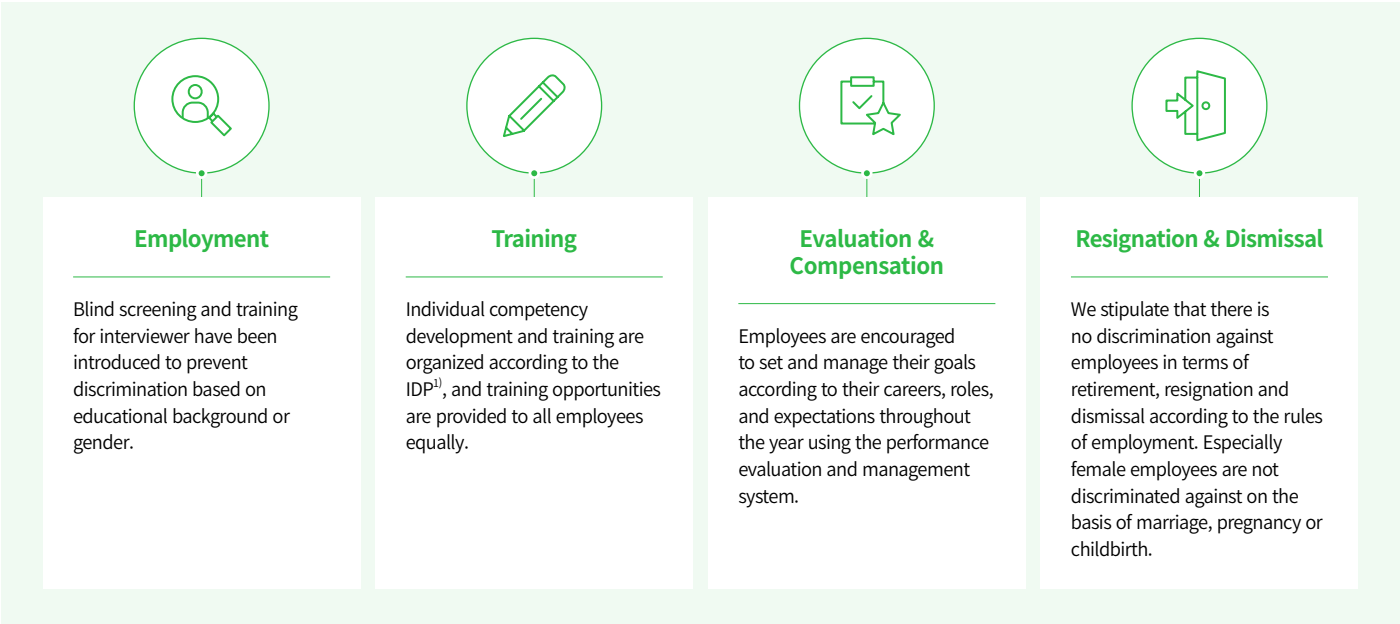 Employment
Blind screening and training
for interviewer have been
introduced to prevent
discrimination based on
educational background or
gender.
Training
Individual competency
development and training are
organized according to the
IDP1), and training opportunities
are provided to all employees
equally.
Evaluation &
Compensation
Employees are encouraged
to set and manage their goals
according to their careers, roles,
and expectations throughout
the year using the performance
evaluation and management
system.
Resignation & Dismissal
We stipulate that there is
no discrimination against
employees in terms of
retirement, resignation and
dismissal according to the rules
of employment. Especially
female employees are not
discriminated against on the
basis of marriage, pregnancy or
childbirth.